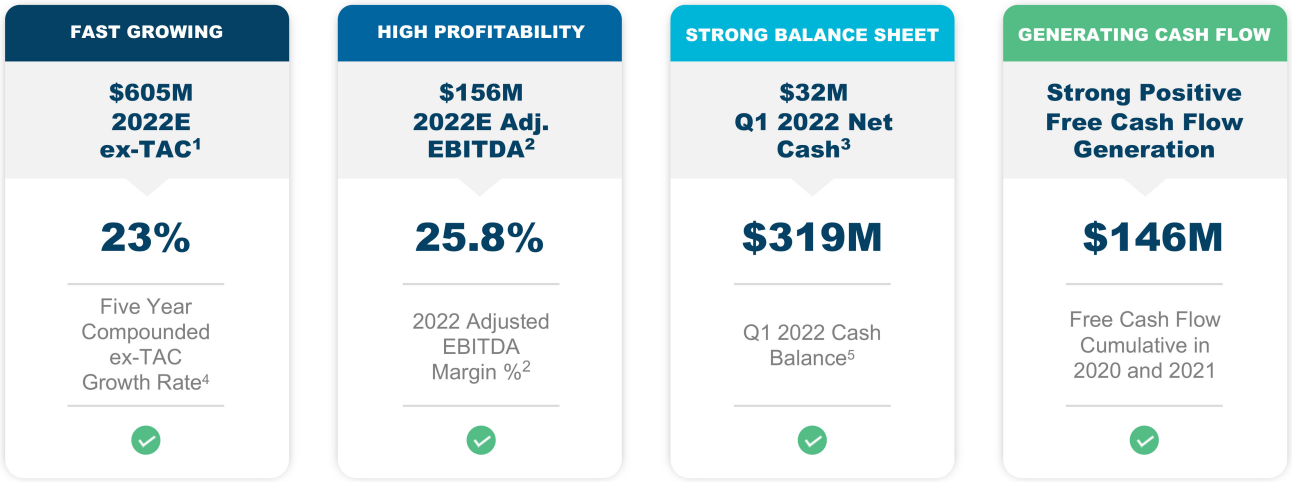 FAST GROWING
$605M
2022E
ex-TAC¹
23%
Five Year
Compounded
ex-TAC
Growth Rate⁴
HIGH PROFITABILITY
$156M
2022E Adj.
EBITDA²
25.8%
2022 Adjusted
EBITDA
Margin %²
STRONG BALANCE SHEET
$32M
Q1 2022 Net
Cash³
$319M
Q1 2022 Cash
Balance⁵
GENERATING CASH FLOW
Strong Positive
Free Cash Flow
Generation
$146M
Free Cash Flow
Cumulative in
2020 and 2021